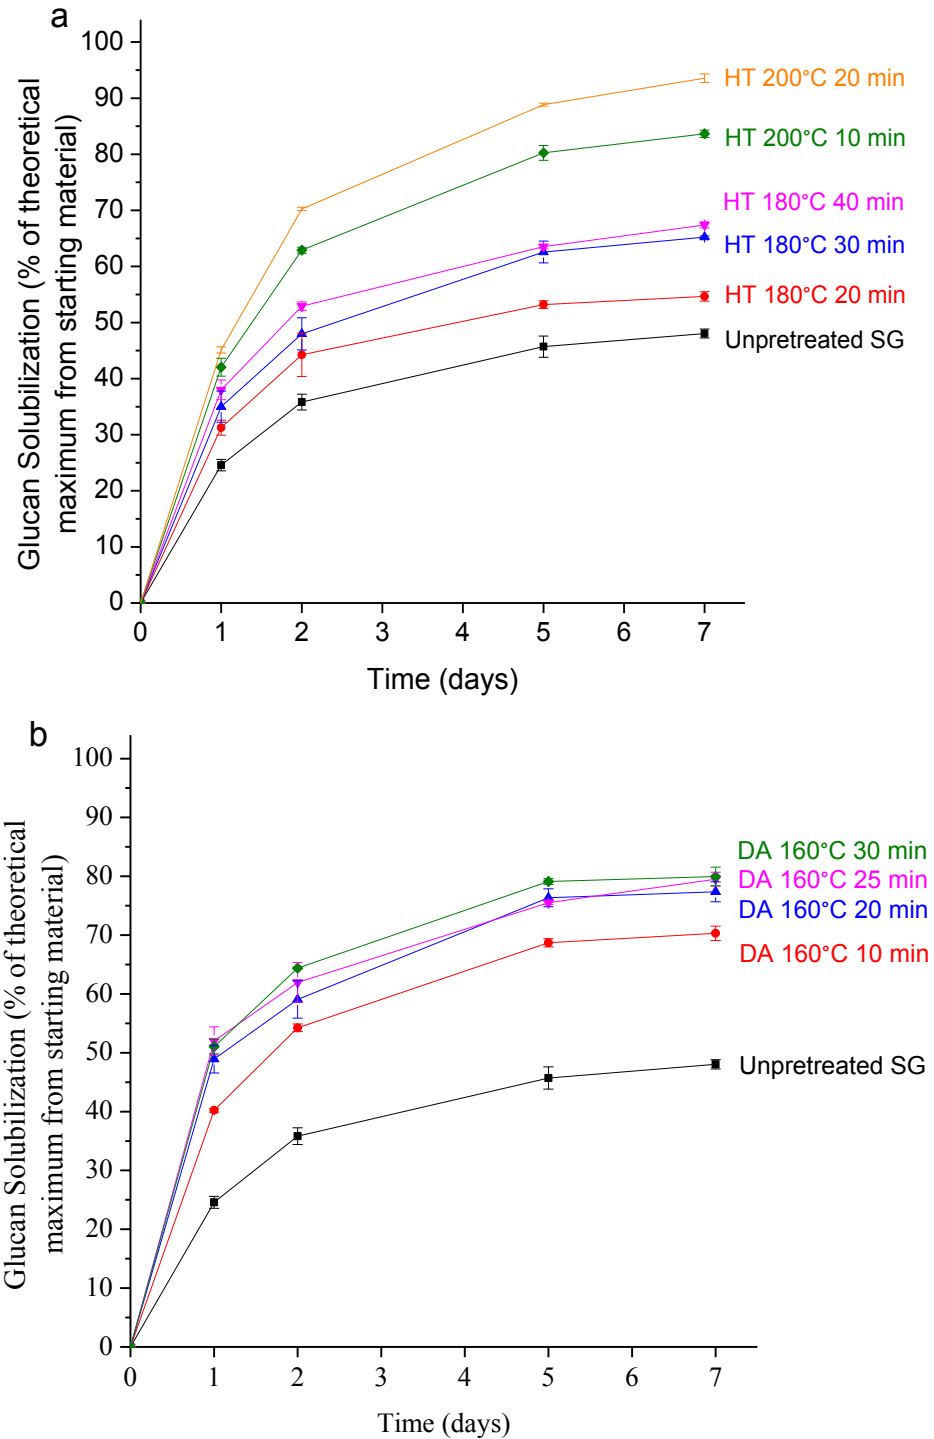 a
100
90
80
70
60
50
40
30
20
10
0
0 1 2 3 4 5 6 7
Time (days)
Glucan Solubilization (% of theoretical
maximum from starting material)
HT 200°C 20 min
HT 200°C 10 min
HT 180°C 40 min
HT 180°C 30 min
HT 180°C 20 min
Unpretreated SG
b
100
90
80
70
60
50
40
30
20
10
0
0 1 2 3 4 5 6 7
Time (days)
Glucan Solubilization (% of theoretical
maximum from starting material)
DA 160°C 30 min
DA 160°C 25 min
DA 160°C 20 min
DA 160°C 10 min
Unpretreated SG